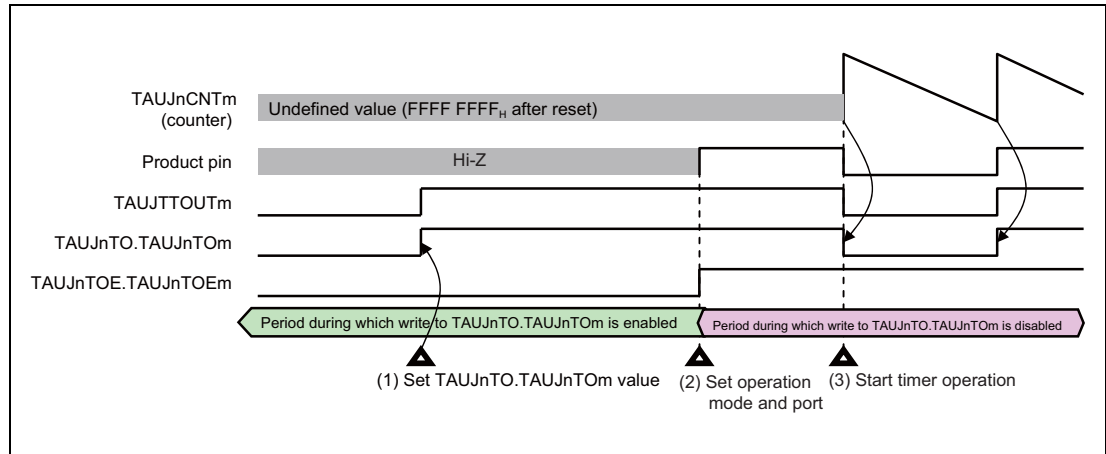 TAUJnCNTm
(counter)
Undefined value (FFFF FFFFH after reset)
Product pin
Hi-Z
TAUJTTOUTm
TAUJnTO.TAUJnTOm
TAUJnTOE.TAUJnTOEm
Period during which write to TAUJnTO.TAUJnTOm is enabled
Period during which write to TAUJnTO.TAUJnTOm is disabled
(1) Set TAUJnTO.TAUJnTOm value
(2) Set operation
mode and port
(3) Start timer operation